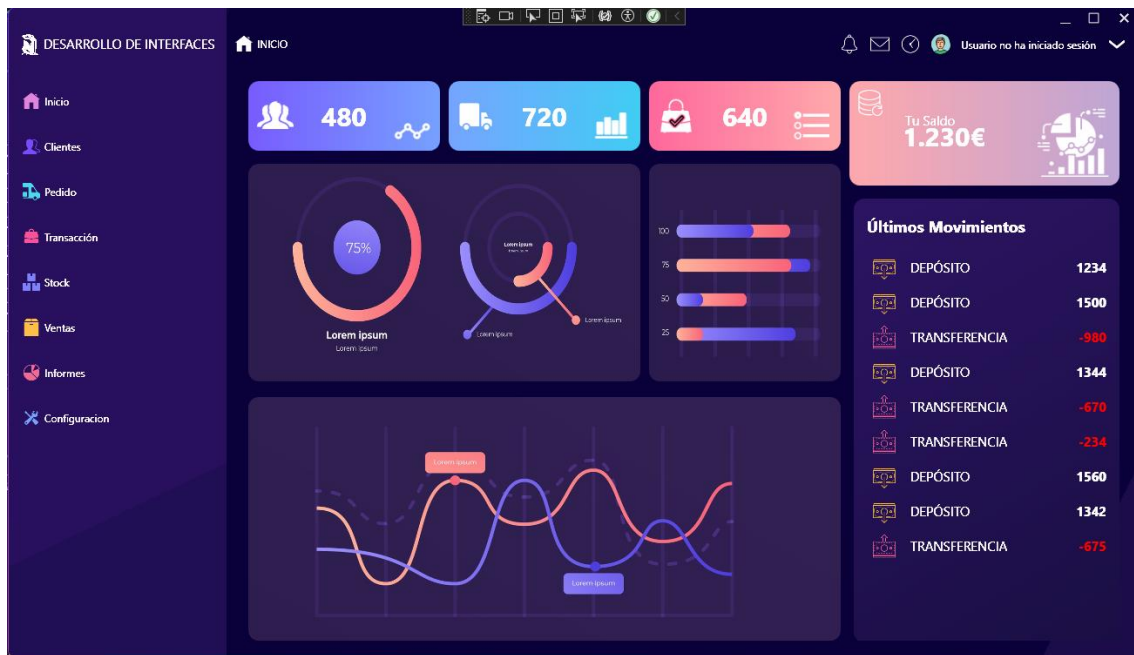 DESARROLLO DE INTERFACES
INICIO
Usuario no ha iniciado sesión
Inicio
Clientes
Pedido
Transacción
Stock
Ventas
Informes
Configuracion
480
720
640
Tu Saldo
1.230€
75%
Lorem ipsum
Lorem ipsum
Lorem ipsum
Lorem ipsum
Lorem ipsum
100
75
50
25
Últimos Movimientos
DEPÓSITO 1234
DEPÓSITO 1500
TRANSFERENCIA -980
DEPÓSITO 1344
TRANSFERENCIA -670
TRANSFERENCIA -234
DEPÓSITO 1560
DEPÓSITO 1342
TRANSFERENCIA -675
Lorem ipsum
Lorem ipsum